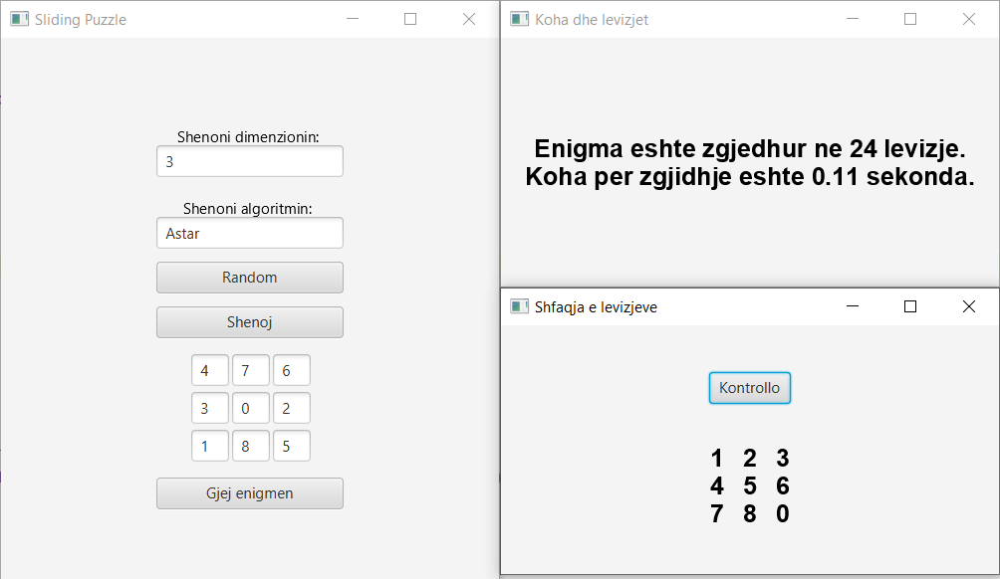 Sliding Puzzle
Shenoni dimenzionin:
3
Shenoni algoritmin:
Astar
Random
Shenoj
4 7 6
3 0 2
1 8 5
Gjej enigmen
Koha dhe levizjet
Enigma eshte zgjedhur ne 24 levizje.
Koha per zgjidhje eshte 0.11 sekonda.
Shfaqja e levizjeve
Kontrollo
1 2 3
4 5 6
7 8 0